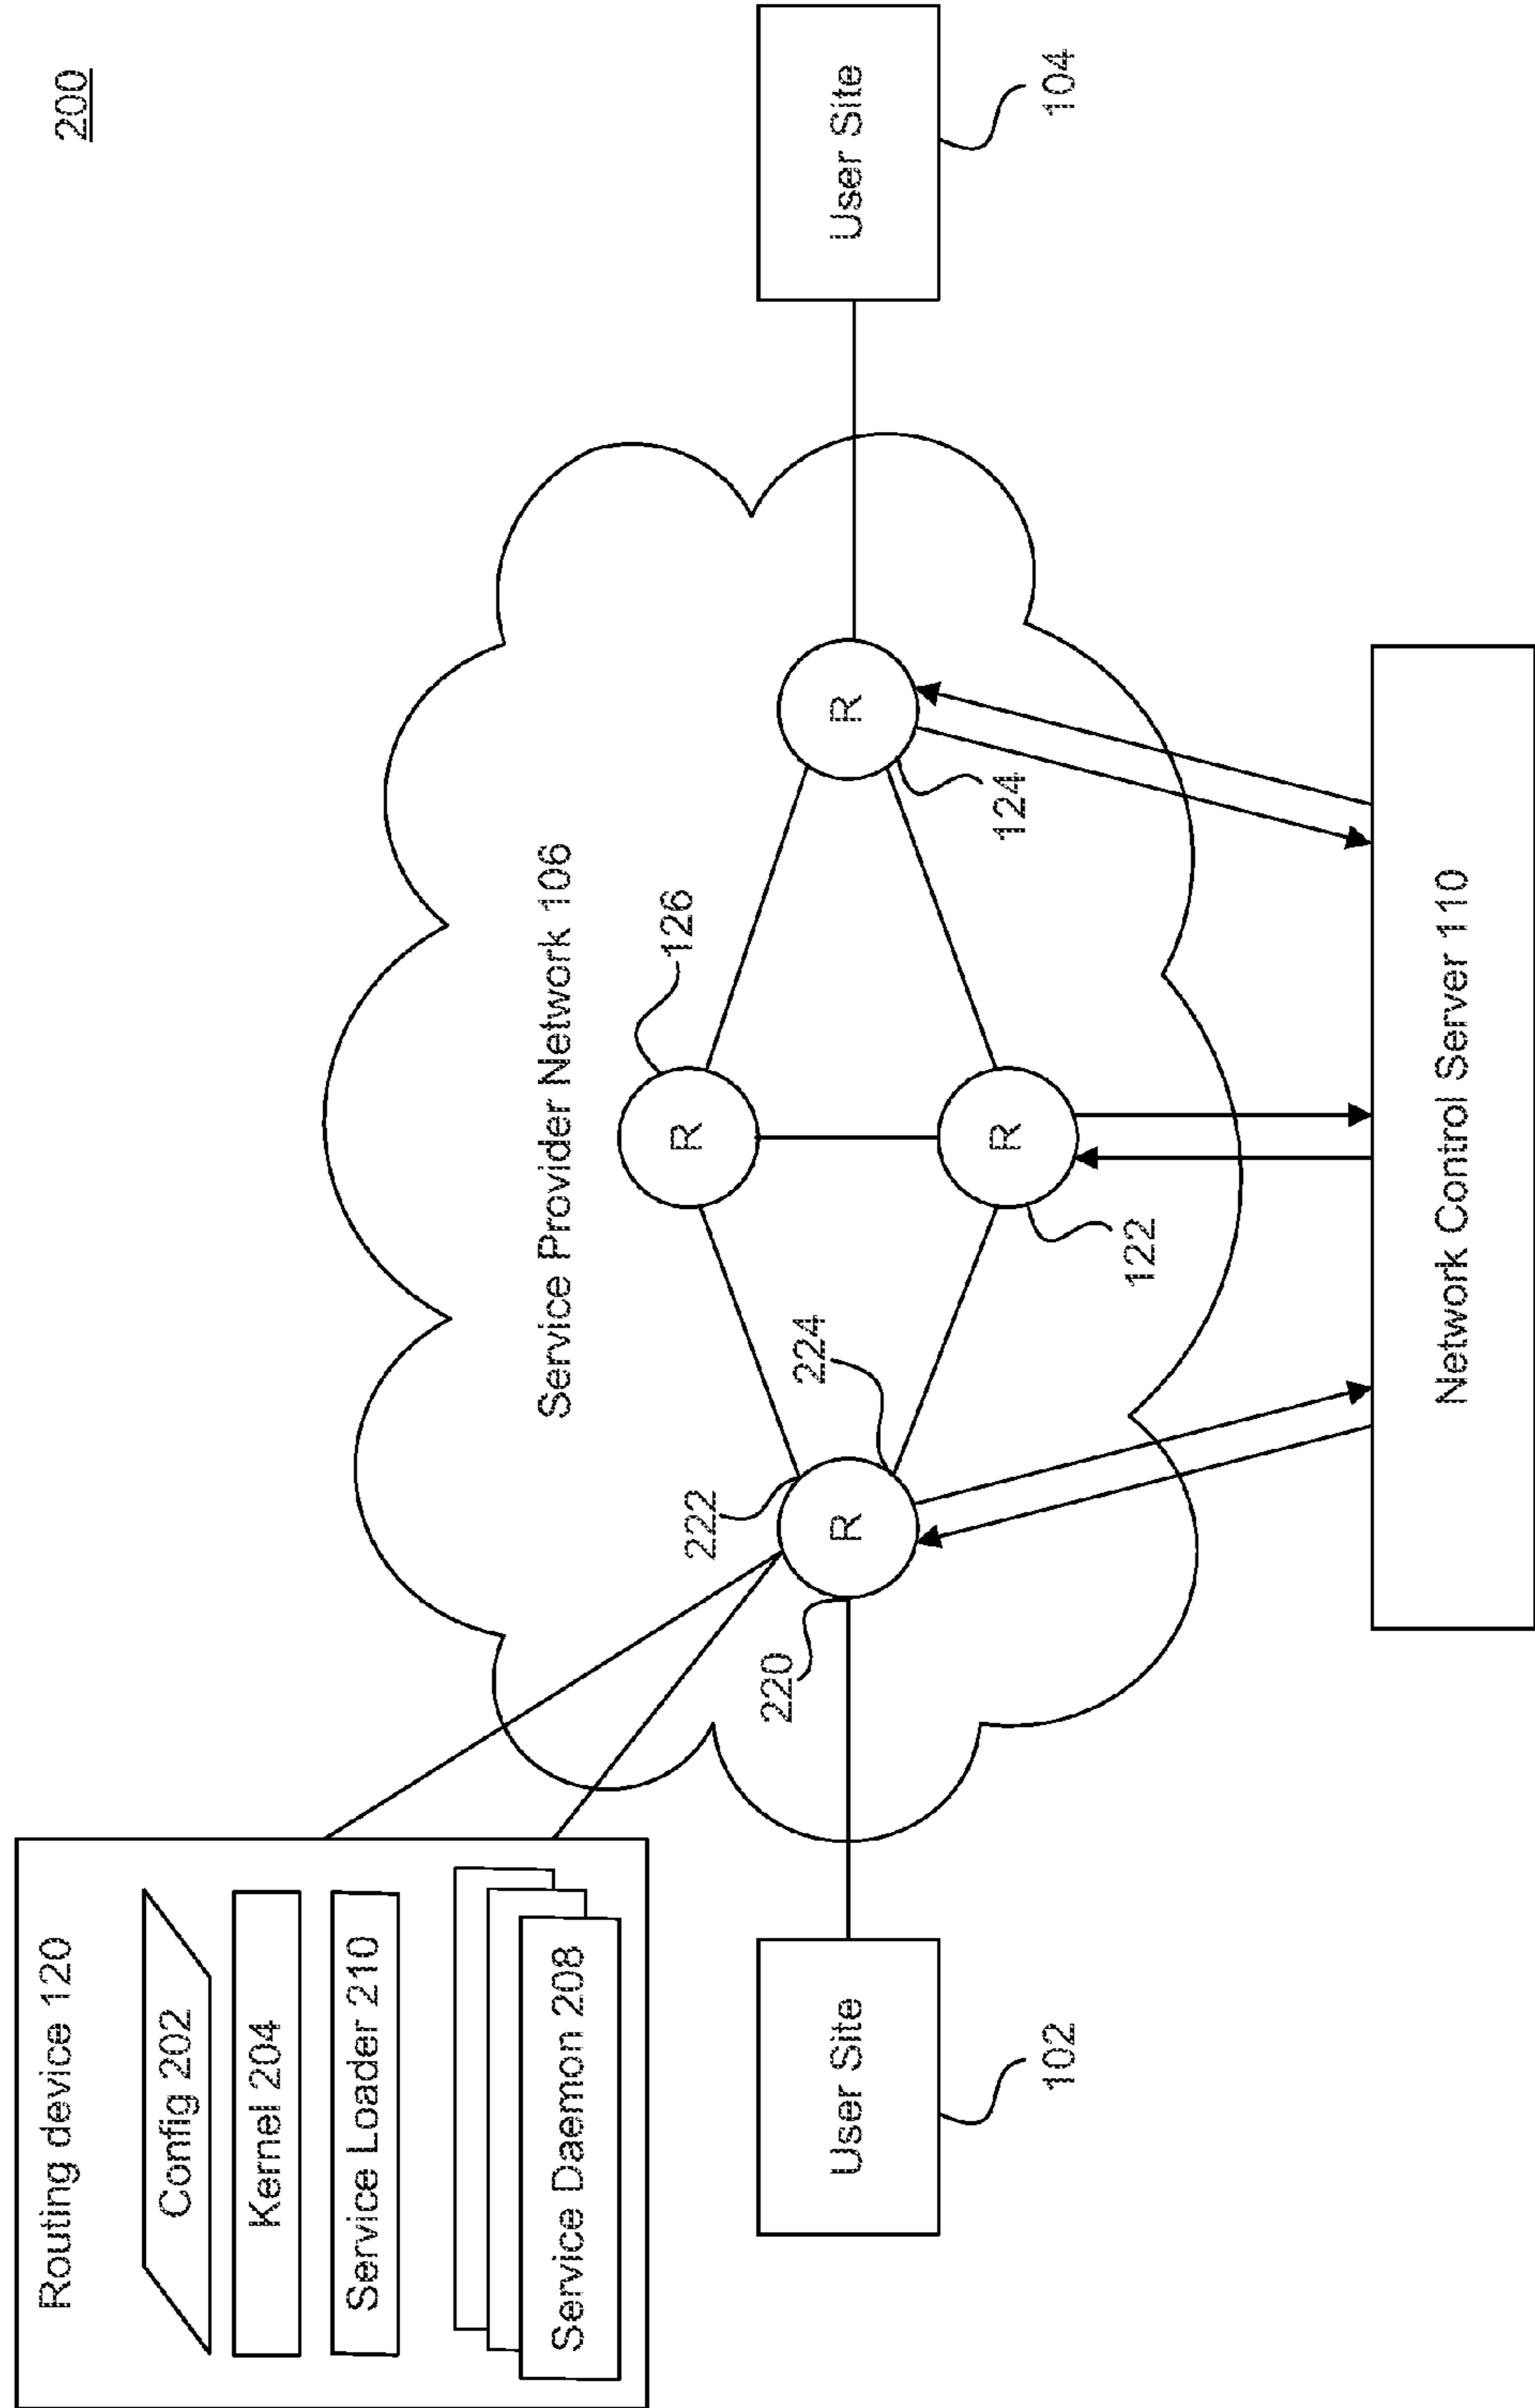 200
Routing device 120
Config 202
Kernel 204
Service Loader 210
Service Daemon 208
Service Provider Network 106
126
R
222
224
220
R
R
R
124
122
User Site
102
User Site
104
Network Control Server 110